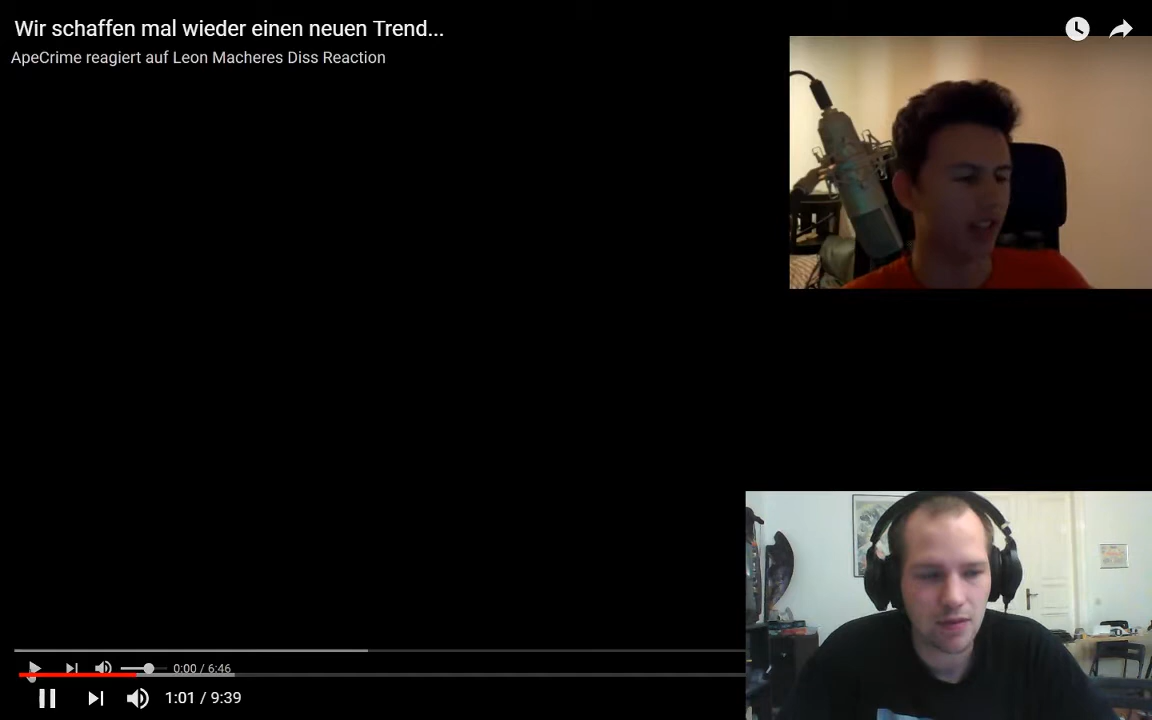 Wir schaffen mal wieder einen neuen Trend...
ApeCrime reagiert auf Leon Macheres Diss Reaction
0:00 / 6:46
1:01 / 9:39